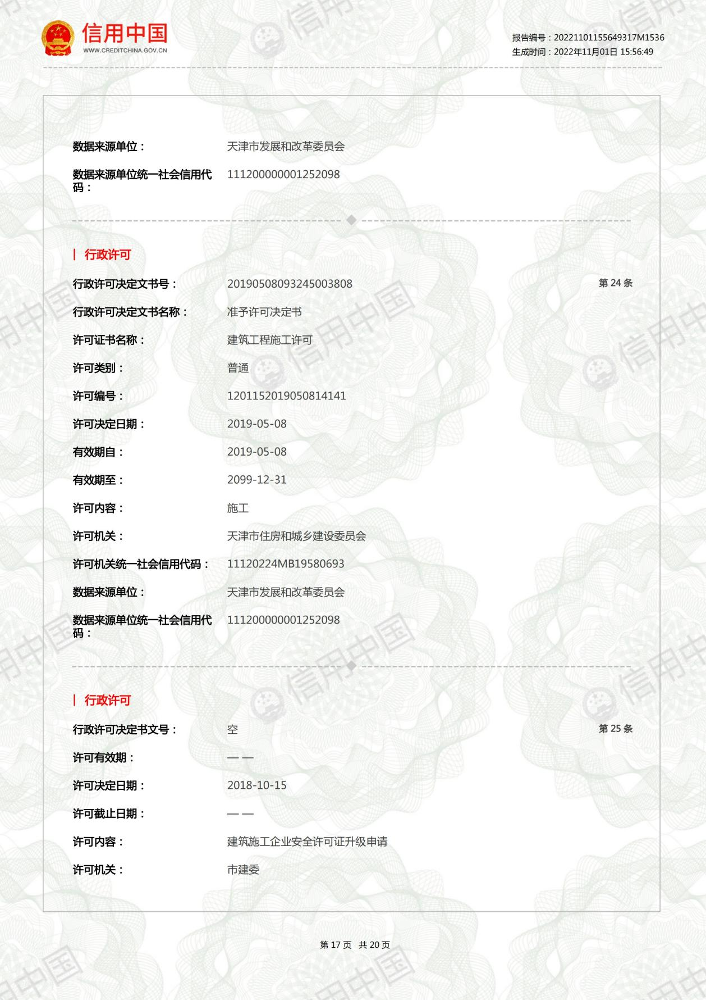 信用中国
WWW.CREDITCHINA.GOV.CN
报告编号：20221101155649317M1536
生成时间：2022年11月01日 15:56:49
数据来源单位： 天津市发展和改革委员会
数据来源单位统一社会信用代 111200000001252098
码：
行政许可
行政许可决定文书号： 20190508093245003808 第 24 条
行政许可决定文书名称： 准予许可决定书
许可证书名称： 建筑工程施工许可
许可类别： 普通
许可编号： 1201152019050814141
许可决定日期： 2019-05-08
有效期自： 2019-05-08
有效期至： 2099-12-31
许可内容： 施工
许可机关： 天津市住房和城乡建设委员会
许可机关统一社会信用代码： 11120224MB19580693
数据来源单位： 天津市发展和改革委员会
数据来源单位统一社会信用代 111200000001252098
码：
行政许可
行政许可决定书文号： 空 第 25 条
许可有效期： — —
许可决定日期： 2018-10-15
许可截止日期： — —
许可内容： 建筑施工企业安全许可证升级申请
许可机关： 市建委
第 17 页 共 20 页